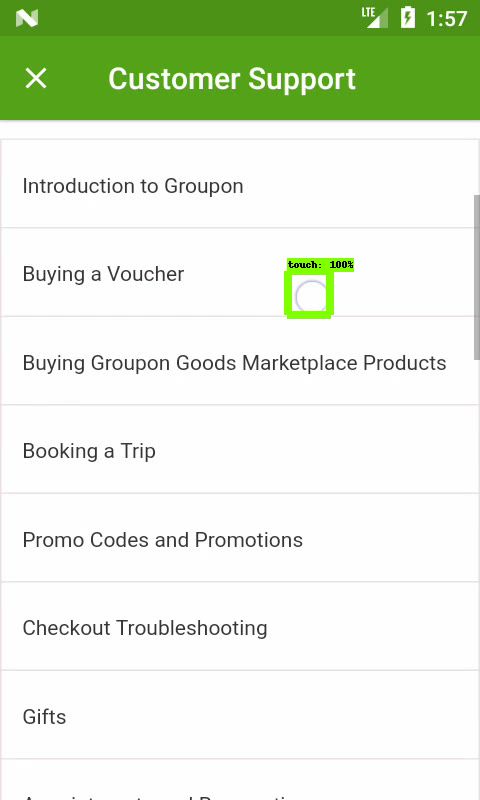 LTE 1:57
Customer Support
Introduction to Groupon
touch: 100%
Buying a Voucher
Buying Groupon Goods Marketplace Products
Booking a Trip
Promo Codes and Promotions
Checkout Troubleshooting
Gifts